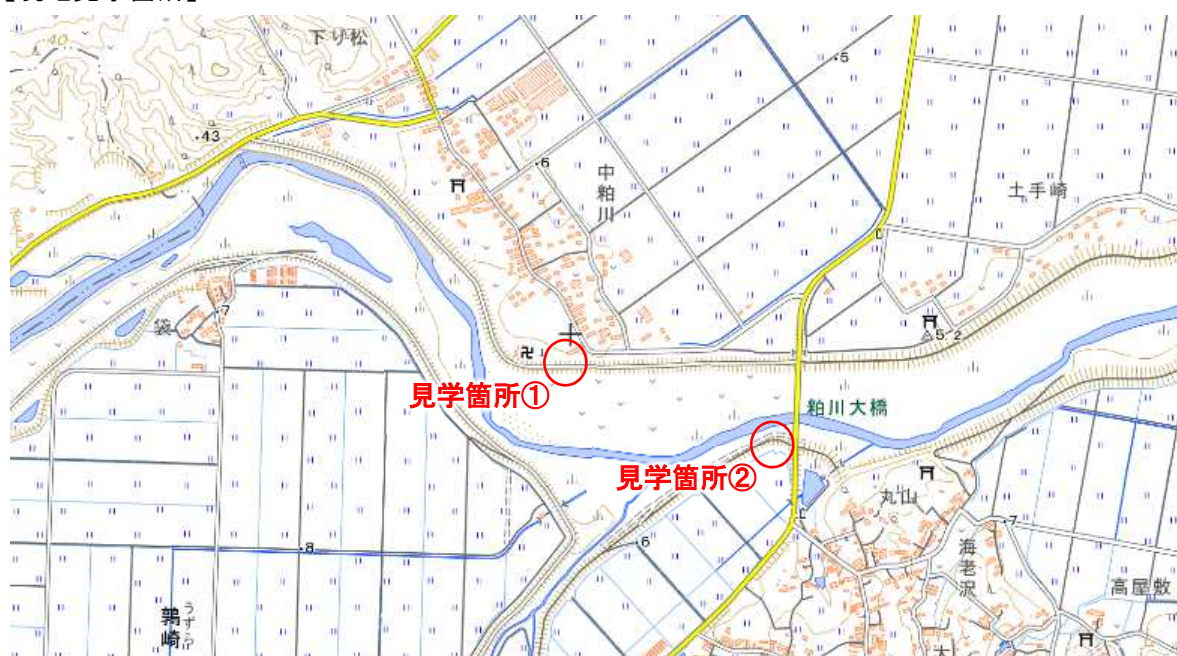 下り松
40
・43
・5
・6
中粕川
土手崎
袋
7
5.2
見学箇所①
粕川大橋
見学箇所②
丸山
・6
・8
・7
海老沢
高屋敷
鶉崎
うずら
大